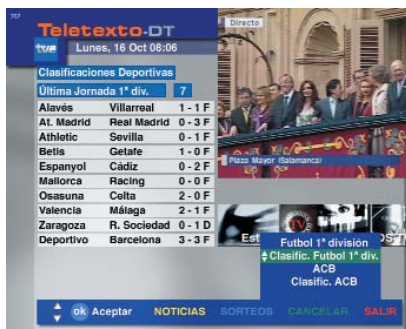 Teletexto-DT
tve
Lunes, 16 Oct 08:06
Directo
Clasificaciones Deportivas
Última Jornada 1ª div. 7
Alavés Villarreal 1 - 1 F
At. Madrid Real Madrid 0 - 3 F
Athletic Sevilla 0 - 1 F
Betis Getafe 1 - 0 F
Espanyol Cádiz 0 - 2 F
Mallorca Racing 0 - 0 F
Osasuna Celta 2 - 0 F
Valencia Málaga 2 - 1 F
Zaragoza R. Sociedad 0 - 1 D
Deportivo Barcelona 3 - 3 F
Plaza Mayor (Salamanca)
Futbol 1ª división
Clasific. Futbol 1ª div.
ACB
Clasific. ACB
ok Aceptar NOTICIAS SORTEOS CANCELAR SALIR